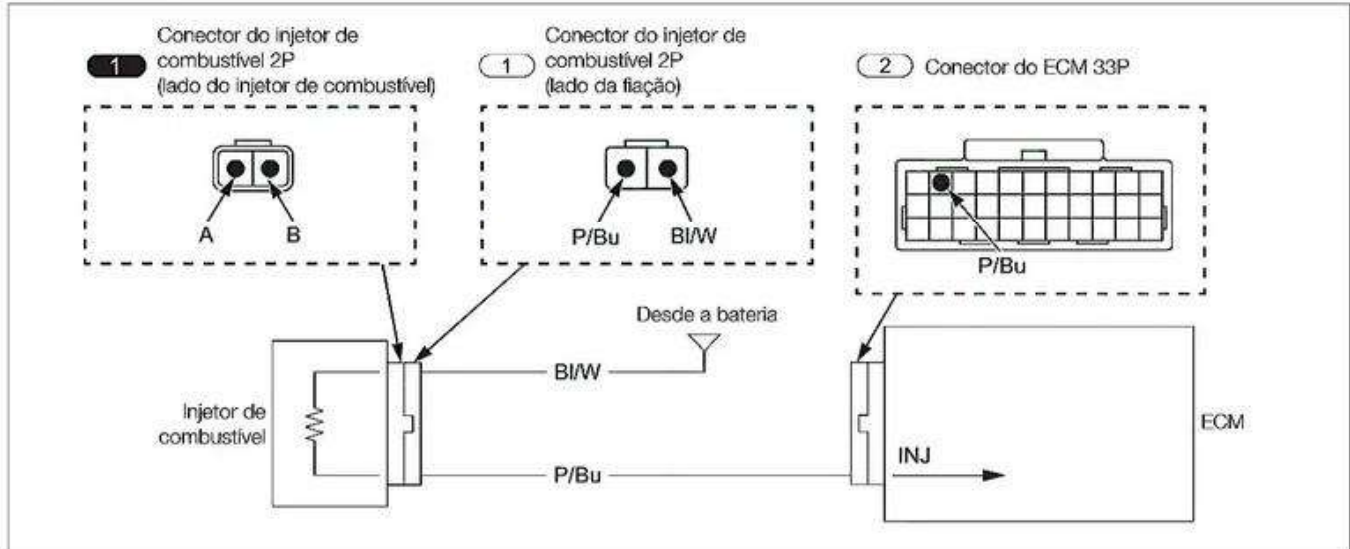 1
Conector do injetor de
combustível 2P
(lado do injetor de combustível)
1
Conector do injetor de
combustível 2P
(lado da fiação)
2
Conector do ECM 33P
A
B
P/Bu
Bl/W
P/Bu
Desde a bateria
Bl/W
Injetor de
combustível
P/Bu
INJ
ECM